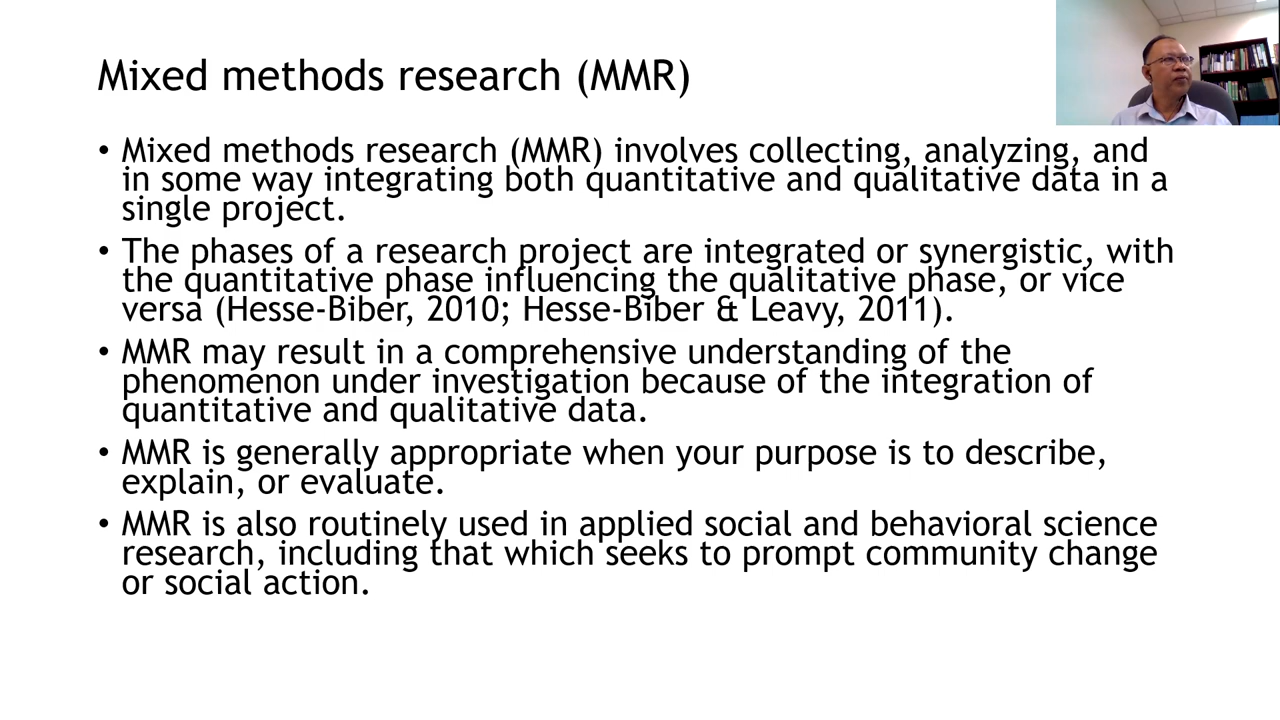 Mixed methods research (MMR)
• Mixed methods research (MMR) involves collecting, analyzing, and
in some way integrating both quantitative and qualitative data in a
single project.
• The phases of a research project are integrated or synergistic, with
the quantitative phase influencing the qualitative phase, or vice
versa (Hesse-Biber, 2010; Hesse-Biber & Leavy, 2011).
• MMR may result in a comprehensive understanding of the
phenomenon under investigation because of the integration of
quantitative and qualitative data.
• MMR is generally appropriate when your purpose is to describe,
explain, or evaluate.
• MMR is also routinely used in applied social and behavioral science
research, including that which seeks to prompt community change
or social action.